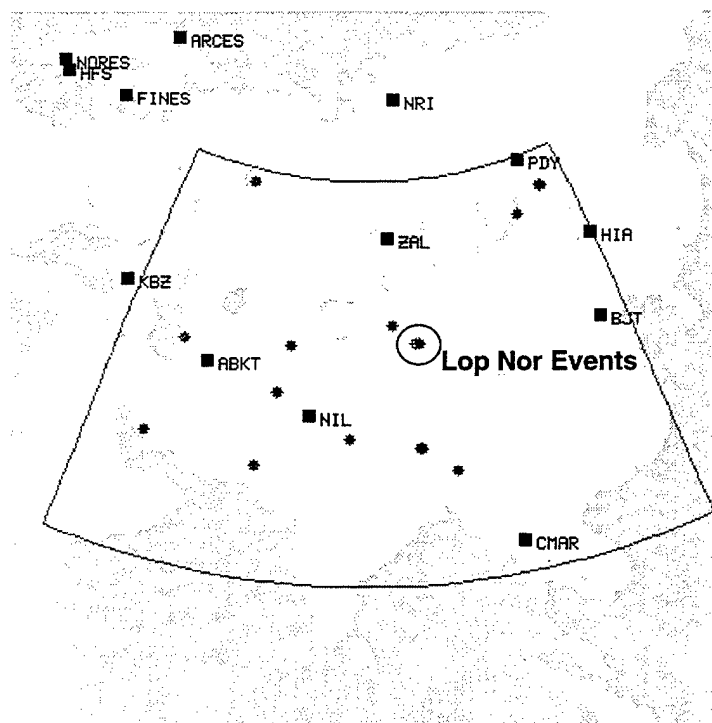 ARCES
NORES
HFS
FINES
NRI
PDY
HIA
ZAL
KBZ
BJT
ABKT
Lop Nor Events
NIL
CMAR